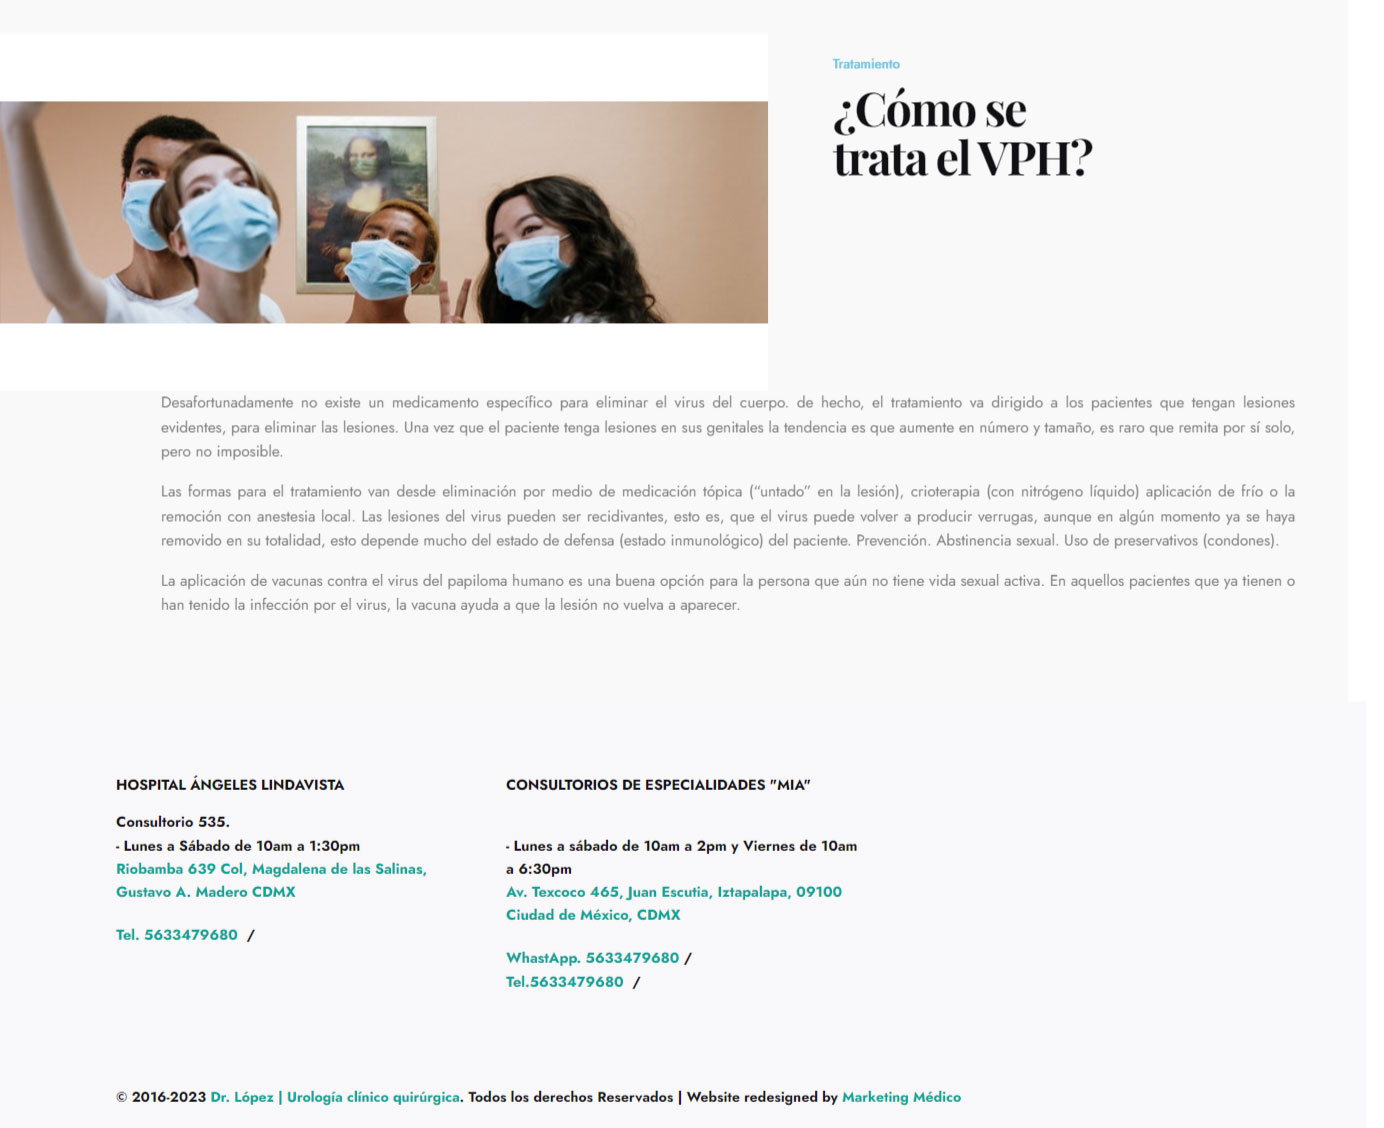 Tratamiento
¿Cómo se
trata el VPH?
Desafortunadamente no existe un medicamento específico para eliminar el virus del cuerpo. de hecho, el tratamiento va dirigido a los pacientes que tengan lesiones
evidentes, para eliminar las lesiones. Una vez que el paciente tenga lesiones en sus genitales la tendencia es que aumente en número y tamaño, es raro que remita por sí solo,
pero no imposible.
Las formas para el tratamiento van desde eliminación por medio de medicación tópica (“untado” en la lesión), crioterapia (con nitrógeno líquido) aplicación de frío o la
remoción con anestesia local. Las lesiones del virus pueden ser recidivantes, esto es, que el virus puede volver a producir verrugas, aunque en algún momento ya se haya
removido en su totalidad, esto depende mucho del estado de defensa (estado inmunológico) del paciente. Prevención. Abstinencia sexual. Uso de preservativos (condones).
La aplicación de vacunas contra el virus del papiloma humano es una buena opción para la persona que aún no tiene vida sexual activa. En aquellos pacientes que ya tienen o
han tenido la infección por el virus, la vacuna ayuda a que la lesión no vuelva a aparecer.
HOSPITAL ÁNGELES LINDAVISTA
Consultorio 535.
- Lunes a Sábado de 10am a 1:30pm
Riobamba 639 Col, Magdalena de las Salinas,
Gustavo A. Madero CDMX
Tel. 5633479680 /
CONSULTORIOS DE ESPECIALIDADES "MIA"
- Lunes a sábado de 10am a 2pm y Viernes de 10am
a 6:30pm
Av. Texcoco 465, Juan Escutia, Iztapalapa, 09100
Ciudad de México, CDMX
WhastApp. 5633479680 /
Tel.5633479680 /
© 2016-2023 Dr. López | Urología clínico quirúrgica. Todos los derechos Reservados | Website redesigned by Marketing Médico